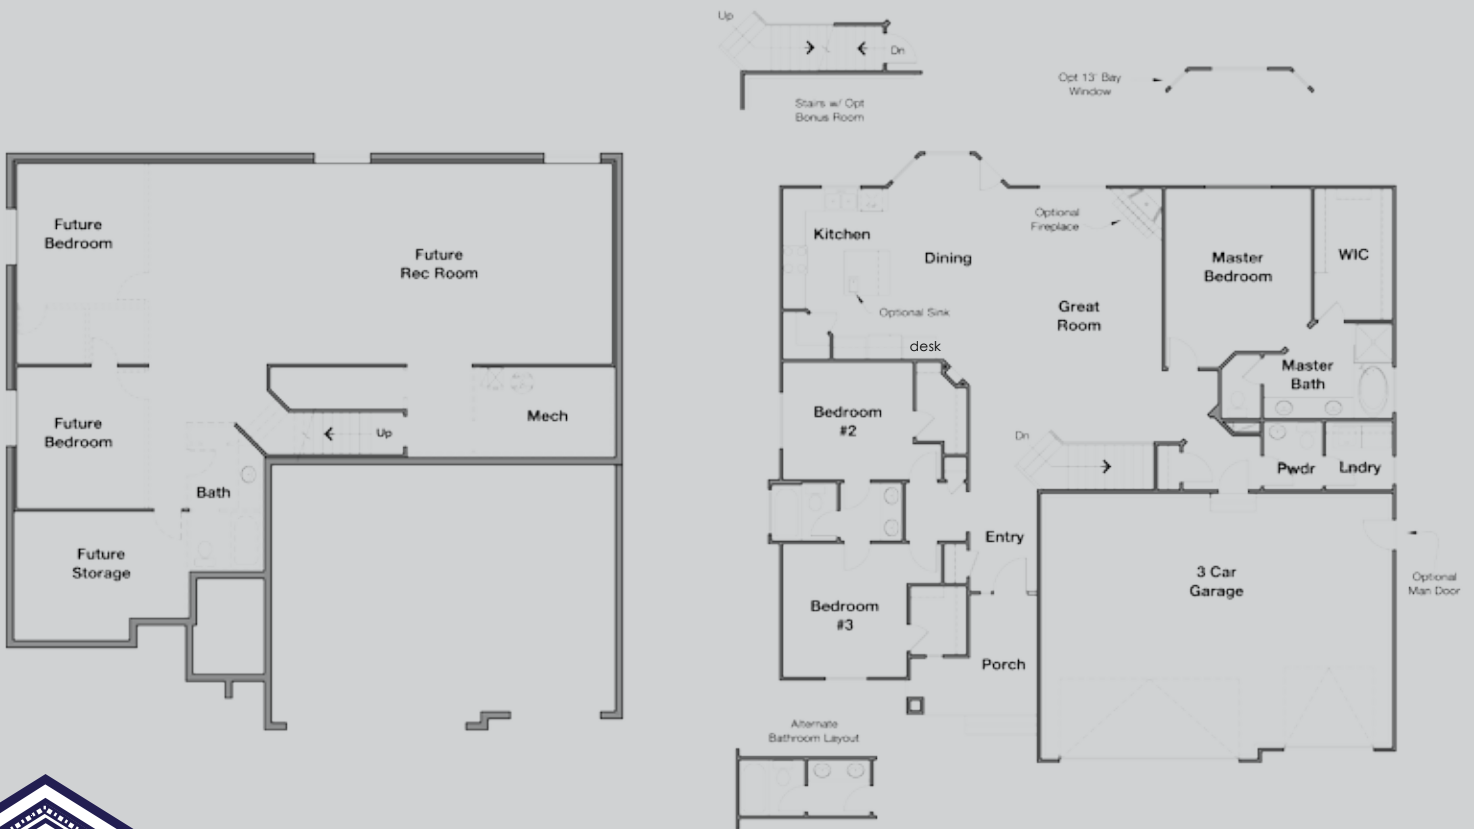 Up
Dn
Stairs w/ Opt
Bonus Room
Opt 13' Bay
Window
Future
Bedroom
Future
Rec Room
Future
Bedroom
Up
Mech
Bath
Future
Storage
Kitchen
Dining
Optional
Fireplace
Optional Sink
Great
Room
Master
Bedroom
WIC
desk
Master
Bath
Bedroom
#2
Dn
Pwdr
Lndry
Entry
3 Car
Garage
Optional
Man Door
Bedroom
#3
Porch
Alternate
Bathroom Layout